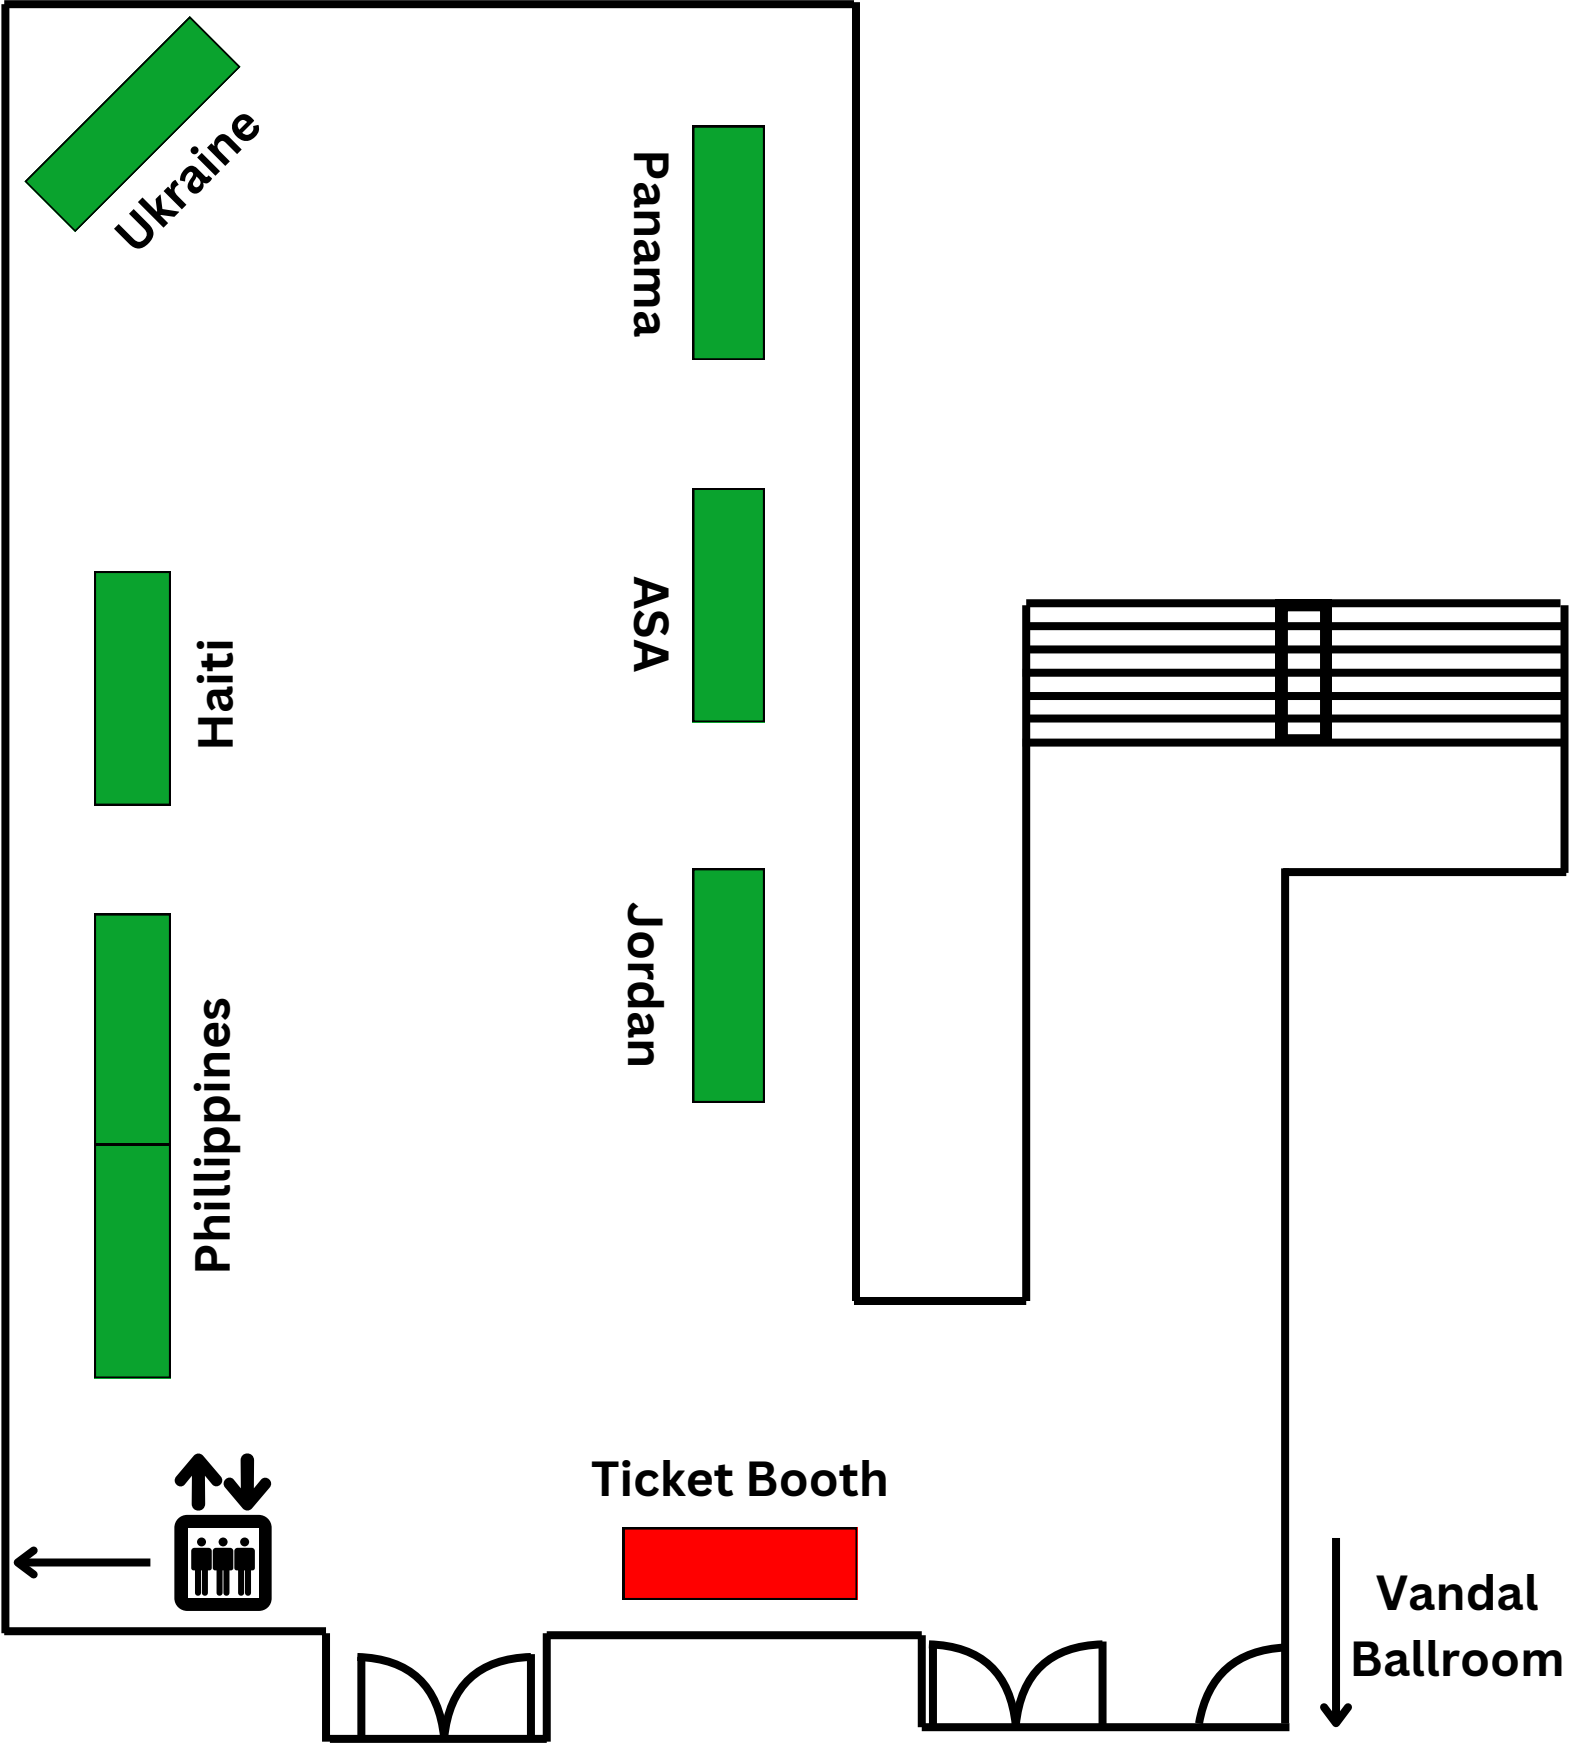 Ukraine
Panama
ASA
Haiti
Jordan
Phillippines
Ticket Booth
Vandal
Ballroom